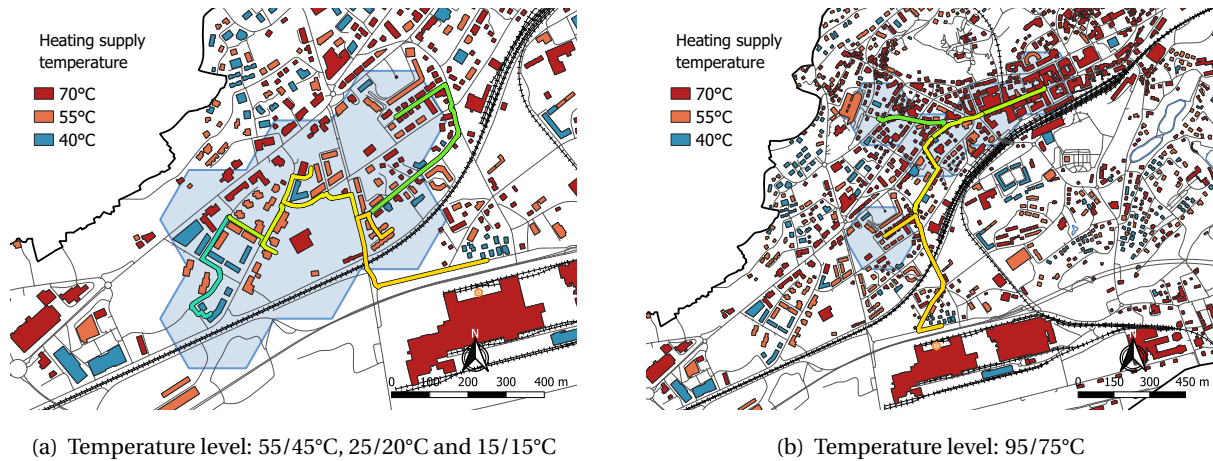 Heating supply
temperature
70°C
55°C
40°C
N
0 100 200 300 400 m
Heating supply
temperature
70°C
55°C
40°C
0 150 300 450 m
(a) Temperature level: 55/45°C, 25/20°C and 15/15°C
(b) Temperature level: 95/75°C